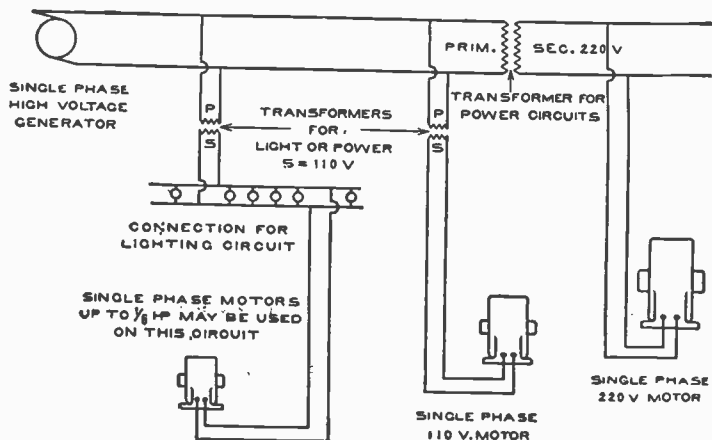 PRIM.
SEC. 220 V
SINGLE PHASE
HIGH VOLTAGE
GENERATOR
TRANSFORMER FOR
POWER CIRCUITS
P
S
TRANSFORMERS
FOR
LIGHT OR POWER
S = 110 V
P
S
CONNECTION FOR
LIGHTING CIRCUIT
SINGLE PHASE MOTORS
UP TO 1/6 HP MAY BE USED
ON THIS CIRCUIT
SINGLE PHASE
220 V MOTOR
SINGLE PHASE
110 V. MOTOR